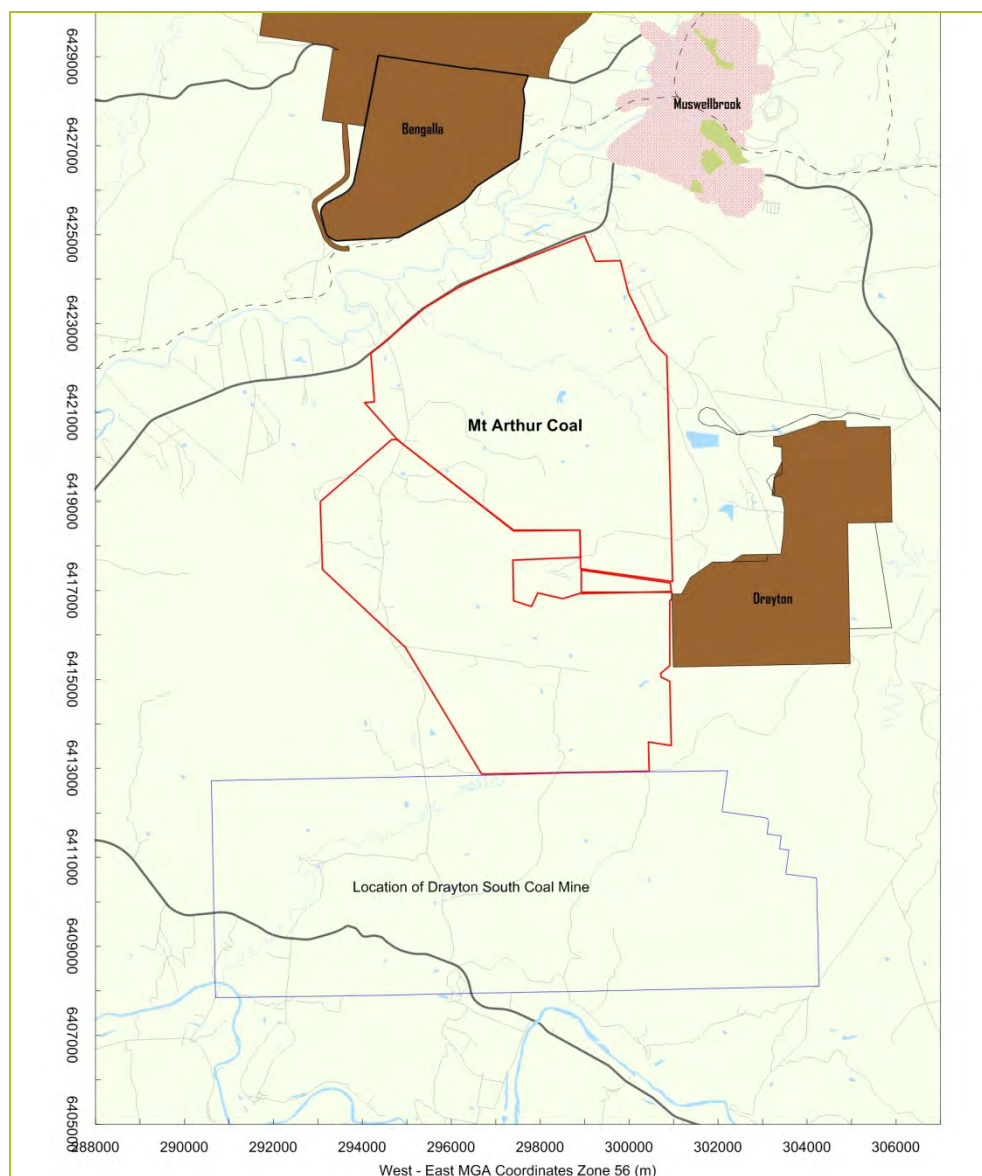 6429000
Muswellbrook
Bengalla
6427000
6425000
6423000
6421000
Mt Arthur Coal
6419000
6417000
Drayton
6415000
6413000
6411000
Location of Drayton South Coal Mine
6409000
6407000
6405000
288000 290000 292000 294000 296000 298000 300000 302000 304000 306000
West - East MGA Coordinates Zone 56 (m)